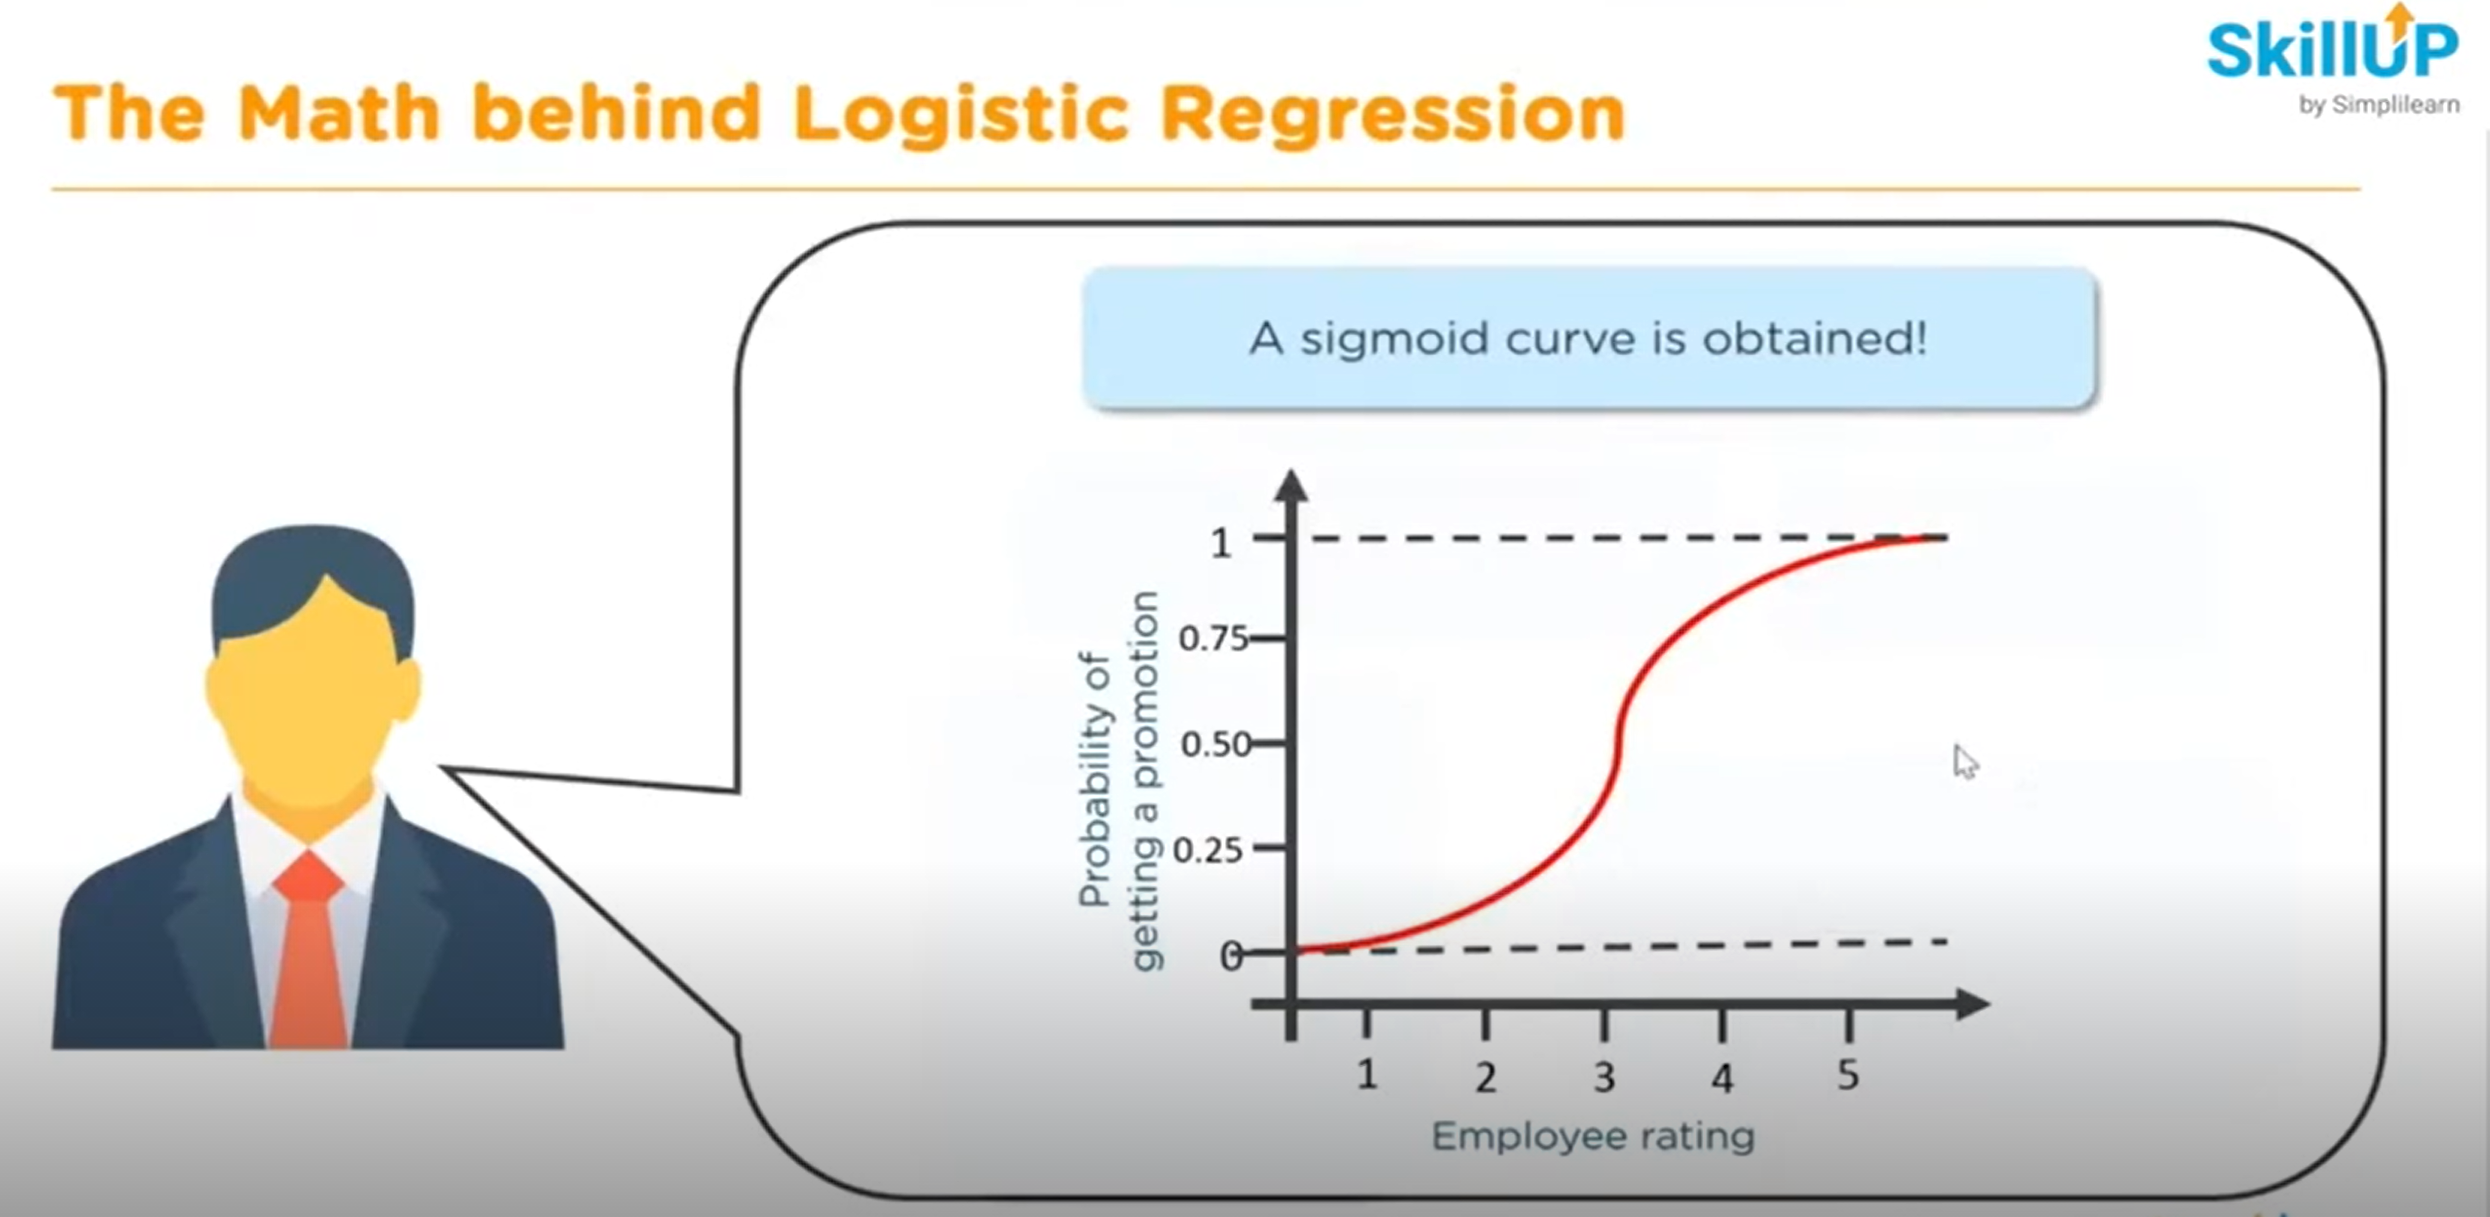 SkillUP
by Simplilearn
The Math behind Logistic Regression
A sigmoid curve is obtained!
Probability of
getting a promotion
1
0.75
0.50
0.25
0
1 2 3 4 5
Employee rating